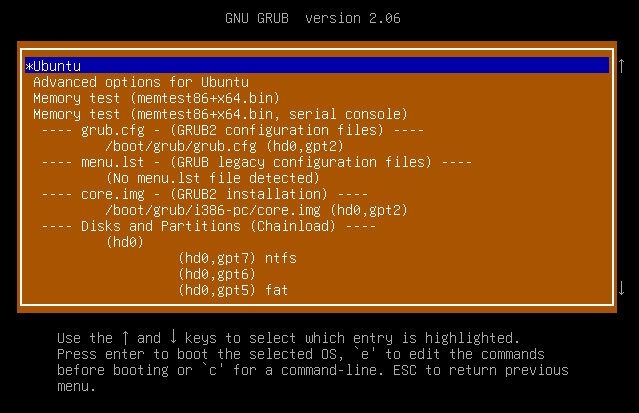 GNU GRUB  version 2.06
*Ubuntu
Advanced options for Ubuntu
Memory test (memtest86+x64.bin)
Memory test (memtest86+x64.bin, serial console)
---- grub.cfg - (GRUB2 configuration files) ----
/boot/grub/grub.cfg (hd0,gpt2)
---- menu.lst - (GRUB legacy configuration files) ----
(No menu.lst file detected)
---- core.img - (GRUB2 installation) ----
/boot/grub/i386-pc/core.img (hd0,gpt2)
---- Disks and Partitions (Chainload) ----
(hd0)
(hd0,gpt7) ntfs
(hd0,gpt6)
(hd0,gpt5) fat
Use the ↑ and ↓ keys to select which entry is highlighted.
Press enter to boot the selected OS, `e' to edit the commands
before booting or `c' for a command-line. ESC to return previous
menu.